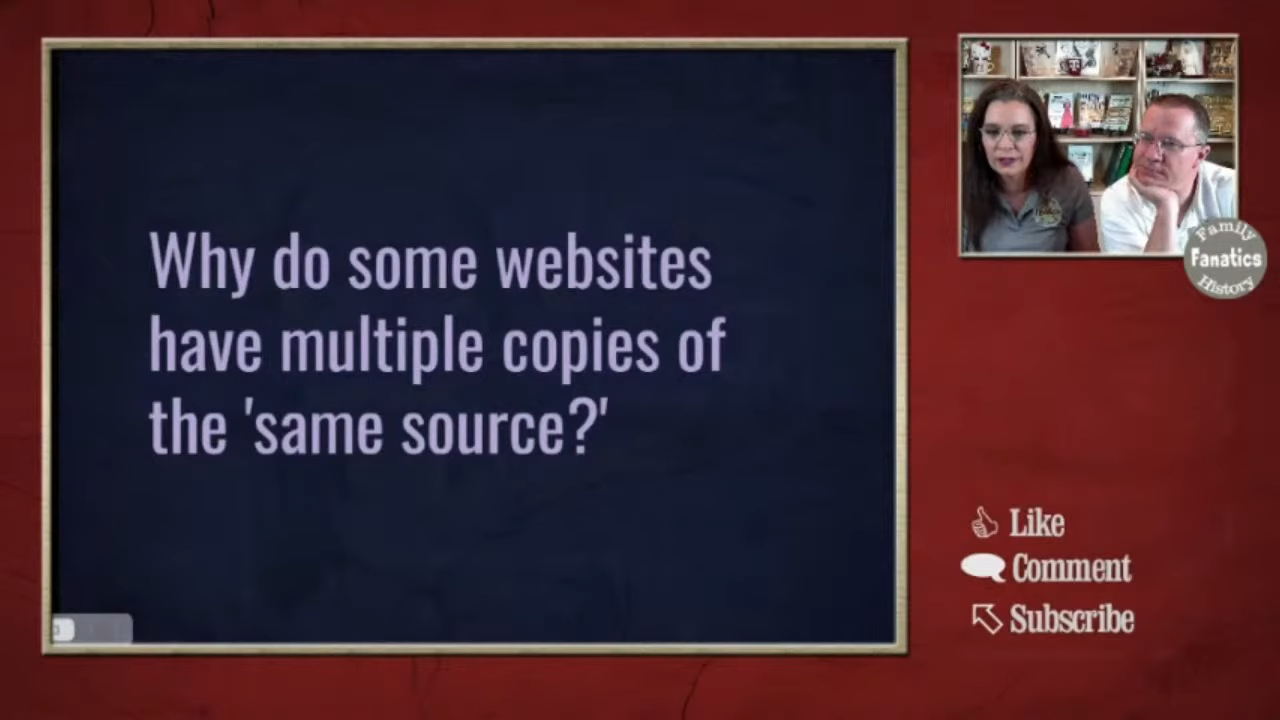 Why do some websites
have multiple copies of
the 'same source?'
Family
Fanatics
History
Like
Comment
Subscribe